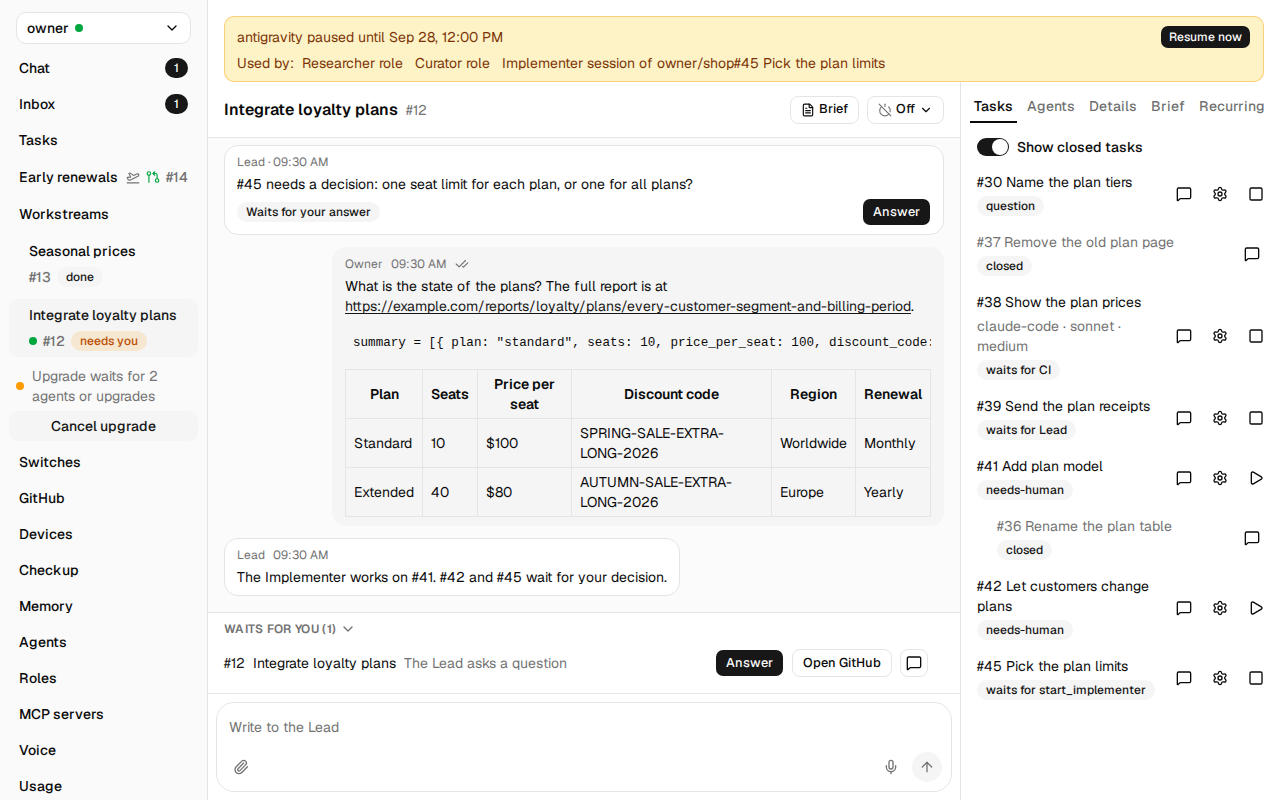 owner
Chat 1
Inbox 1
Tasks
Early renewals #14
Workstreams
Seasonal prices
#13 done
Integrate loyalty plans
#12 needs you
Upgrade waits for 2
agents or upgrades
Cancel upgrade
Switches
GitHub
Devices
Checkup
Memory
Agents
Roles
MCP servers
Voice
Usage
antigravity paused until Sep 28, 12:00 PM
Resume now
Used by: Researcher role Curator role Implementer session of owner/shop#45 Pick the plan limits
Integrate loyalty plans #12
Brief
Off
Lead · 09:30 AM
#45 needs a decision: one seat limit for each plan, or one for all plans?
Waits for your answer
Answer
Owner 09:30 AM
What is the state of the plans? The full report is at
https://example.com/reports/loyalty/plans/every-customer-segment-and-billing-period.
summary = [{ plan: "standard", seats: 10, price_per_seat: 100, discount_code:
Plan Seats Price per seat Discount code Region Renewal
Standard 10 $100 SPRING-SALE-EXTRA-LONG-2026 Worldwide Monthly
Extended 40 $80 AUTUMN-SALE-EXTRA-LONG-2026 Europe Yearly
Lead 09:30 AM
The Implementer works on #41. #42 and #45 wait for your decision.
WAITS FOR YOU (1)
#12 Integrate loyalty plans The Lead asks a question
Answer
Open GitHub
Write to the Lead
Tasks Agents Details Brief Recurring
Show closed tasks
#30 Name the plan tiers
question
#37 Remove the old plan page
closed
#38 Show the plan prices
claude-code · sonnet ·
medium
waits for CI
#39 Send the plan receipts
waits for Lead
#41 Add plan model
needs-human
#36 Rename the plan table
closed
#42 Let customers change
plans
needs-human
#45 Pick the plan limits
waits for start_implementer